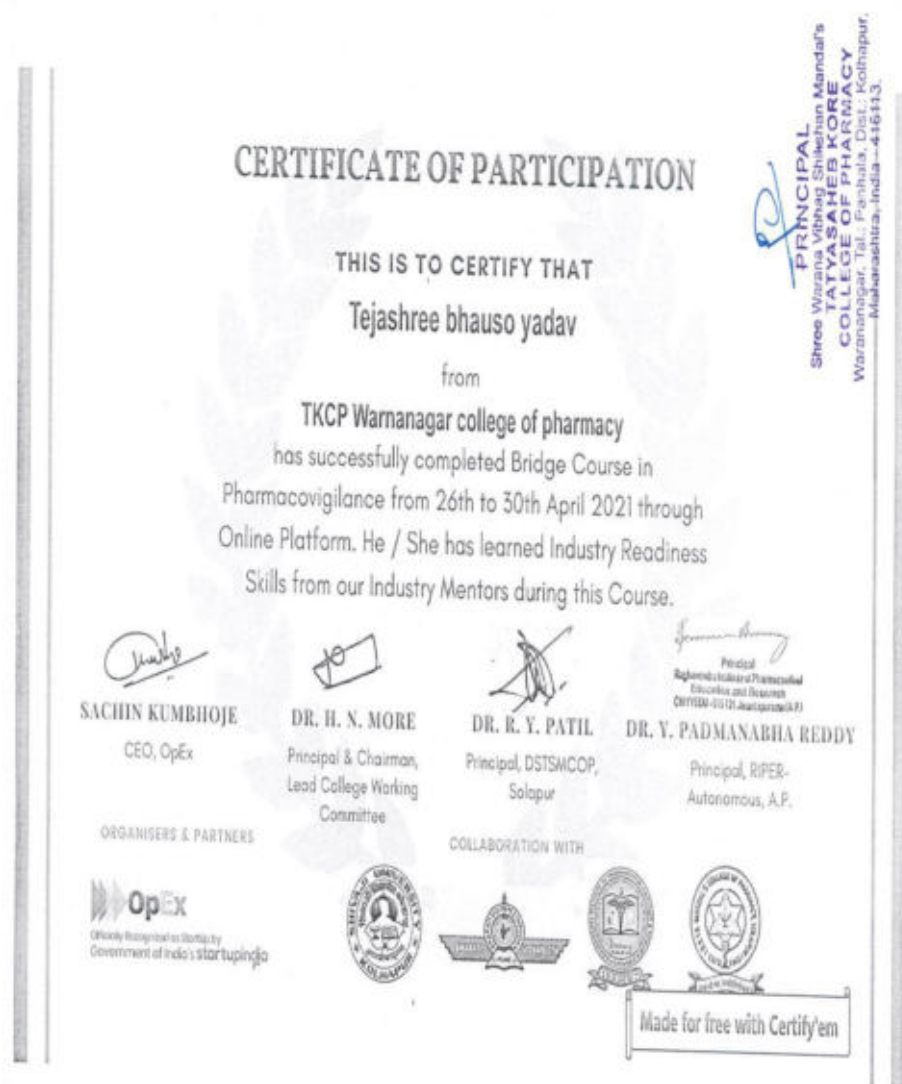 CERTIFICATE OF PARTICIPATION
THIS IS TO CERTIFY THAT
Tejashree bhauso yadav
from
TKCP Warnanagar college of pharmacy
has successfully completed Bridge Course in
Pharmacovigilance from 26th to 30th April 2021 through
Online Platform. He / She has learned Industry Readiness
Skills from our Industry Mentors during this Course.
SACHIN KUMBHOJE
CEO, OpEx
DR. H. N. MORE
Principal & Chairman,
Lead College Working
Committee
DR. R. Y. PATIL
Principal, DSTSMCOP,
Solapur
Principal
Education and Research
DR. Y. PADMANABHA REDDY
Principal, RIPER-
Autonomous, A.P.
ORGANISERS & PARTNERS
COLLABORATION WITH
OpEx
Officially Recognised as StartUp by
Government of India's startupindia
SHIVAJI UNIVERSITY
KOLHAPUR
Made for free with Certify'em
PRINCIPAL
Shree Warana Vibhag Shikshan Mandal's
TATYASAHEB KORE
COLLEGE OF PHARMACY
Warananagar, Tal.: Panhala, Dist.: Kolhapur,
Maharashtra, India - 416113.